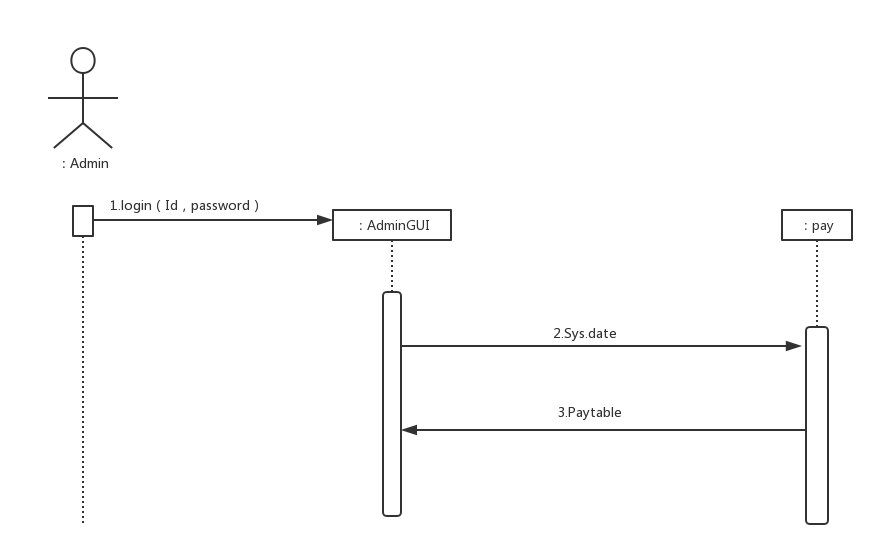 : Admin
1.login ( Id , password )
: AdminGUI
: pay
2.Sys.date
3.Paytable